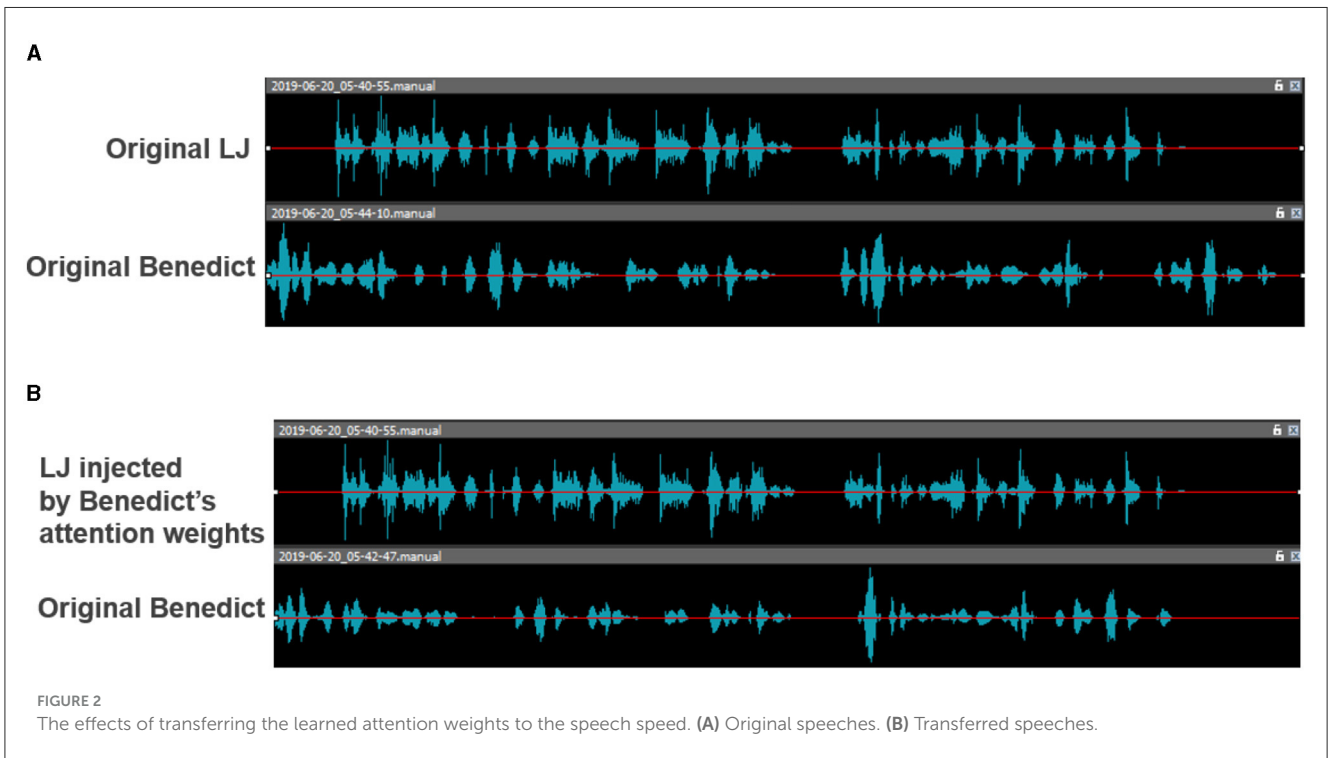 A
2019-06-20_05-40-55.manual
Original LJ
2019-06-20_05-44-10.manual
Original Benedict
B
2019-06-20_05-40-55.manual
LJ injected
by Benedict's
attention weights
2019-06-20_05-42-47.manual
Original Benedict
FIGURE 2
The effects of transferring the learned attention weights to the speech speed. (A) Original speeches. (B) Transferred speeches.